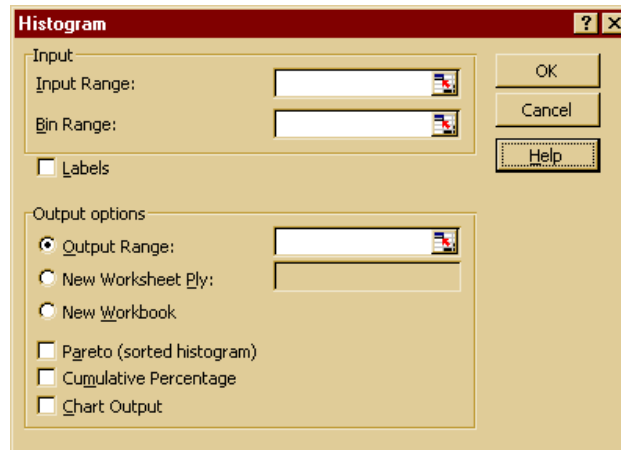 Histogram
Input
Input Range:
Bin Range:
Labels
OK
Cancel
Help
Output options
Output Range:
New Worksheet Ply:
New Workbook
Pareto (sorted histogram)
Cumulative Percentage
Chart Output